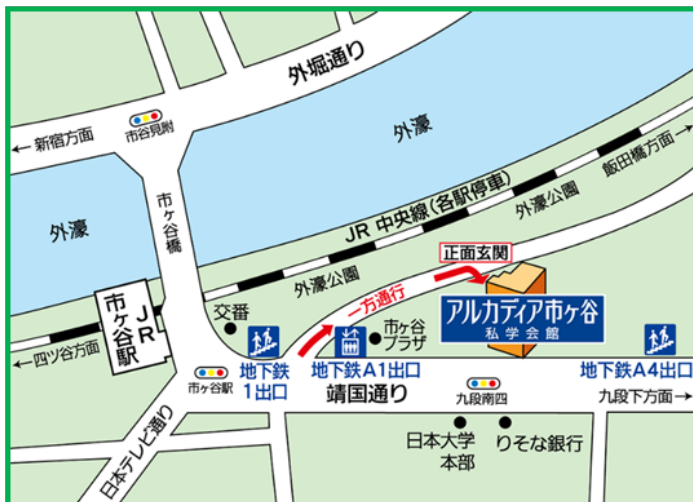 外堀通り
← 新宿方面
市谷見附
外濠
飯田橋方面 →
市ヶ谷橋
外濠
JR 中央線(各駅停車)
外濠公園
外濠公園
正面玄関
一方通行
アルカディア市ヶ谷
私学会館
JR
市ヶ谷駅
交番
市ヶ谷
プラザ
← 四ツ谷方面
市ヶ谷駅
地下鉄
1出口
地下鉄A1出口
地下鉄A4出口
靖国通り
九段南四
九段下方面 →
日本テレビ通り
日本大学
本部
りそな銀行